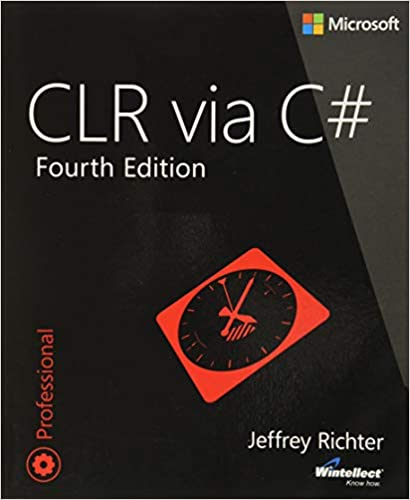 Microsoft
CLR via C#
Fourth Edition
Professional
Jeffrey Richter
Wintellect
Know how.